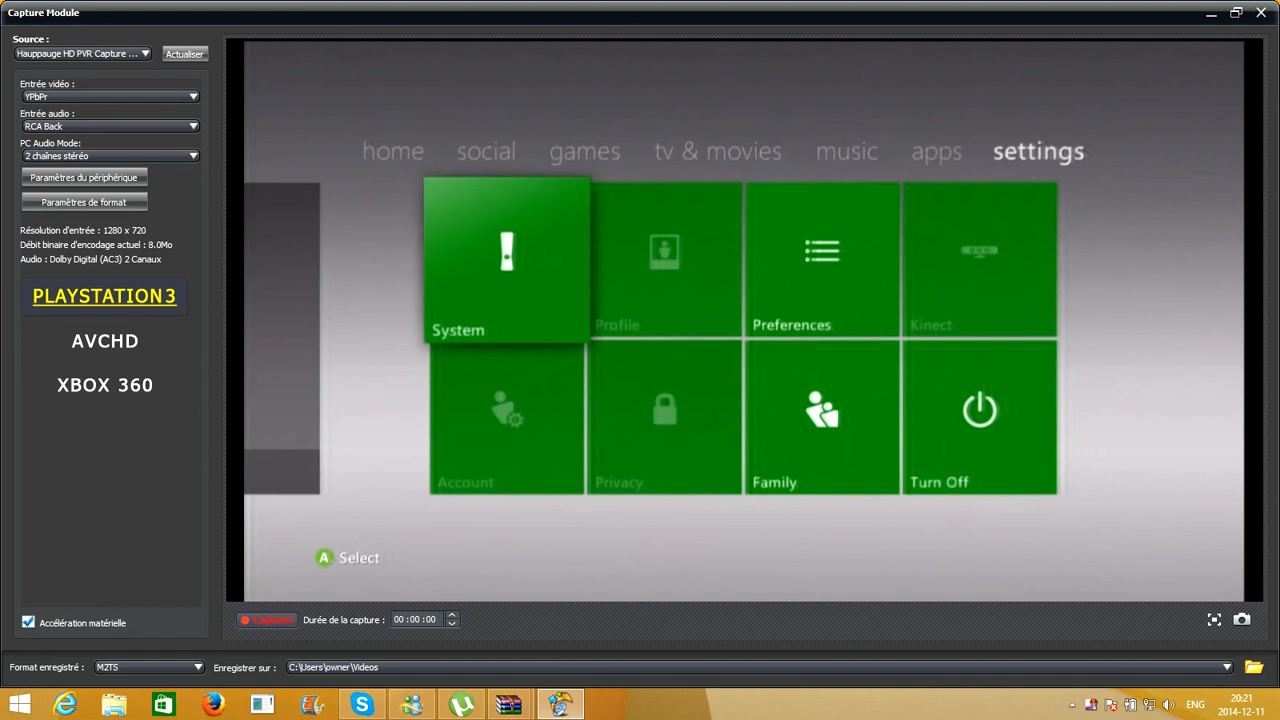 Capture Module
Source :
Hauppauge HD PVR Capture ...
Actualiser
Entrée vidéo :
YPbPr
Entrée audio :
RCA Back
PC Audio Mode:
2 chaînes stéréo
Paramètres du périphérique
Paramètres de format
Résolution d'entrée : 1280 x 720
Débit binaire d'encodage actuel : 8.0Mo
Audio : Dolby Digital (AC3) 2 Canaux
PLAYSTATION3
AVCHD
XBOX 360
Accélération matérielle
home social games tv & movies music apps settings
System Profile Preferences Kinect
Account Privacy Family Turn Off
A Select
Capturer Durée de la capture : 00:00:00
Format enregistré : M2TS Enregistrer sur : C:\Users\owner\Videos
ENG
20:21
2014-12-11